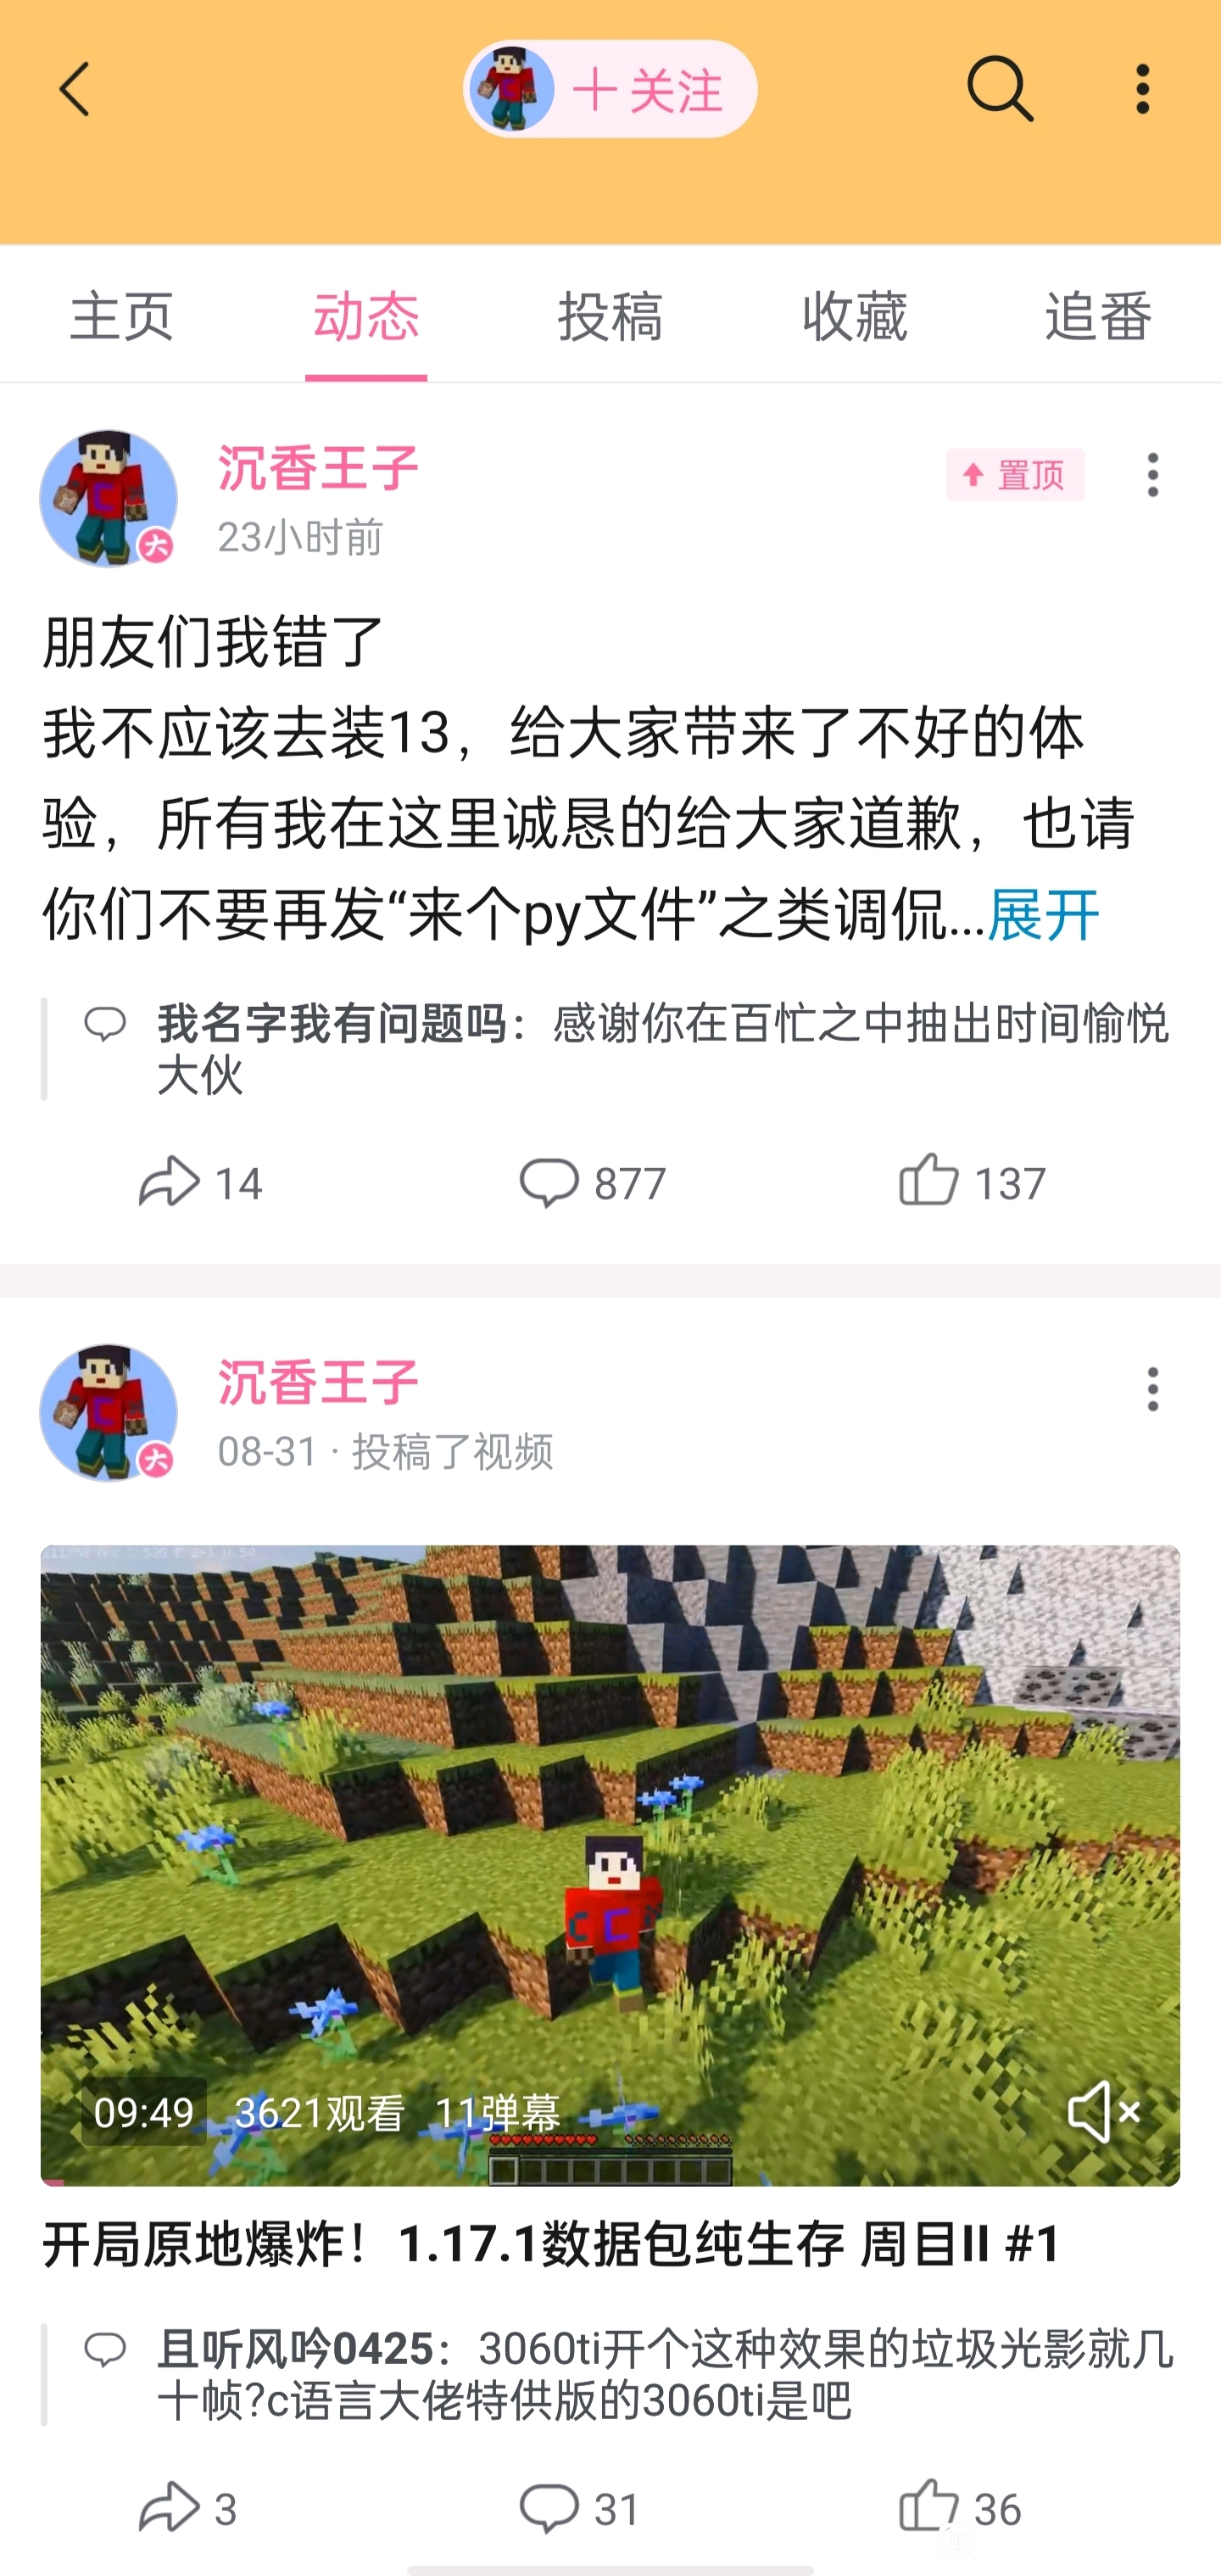 关注
主页 动态 投稿 收藏 追番
沉香王子
置顶
23小时前
朋友们我错了
我不应该去装13，给大家带来了不好的体
验，所有我在这里诚恳的给大家道歉，也请
你们不要再发“来个py文件”之类调侃...展开
我名字我有问题吗：感谢你在百忙之中抽出时间愉悦
大伙
14 877 137
沉香王子
08-31 · 投稿了视频
C
09:49 3621观看 11弹幕
开局原地爆炸！1.17.1数据包纯生存 周目II #1
且听风吟0425：3060ti开个这种效果的垃圾光影就几
十帧?c语言大佬特供版的3060ti是吧
3 31 36